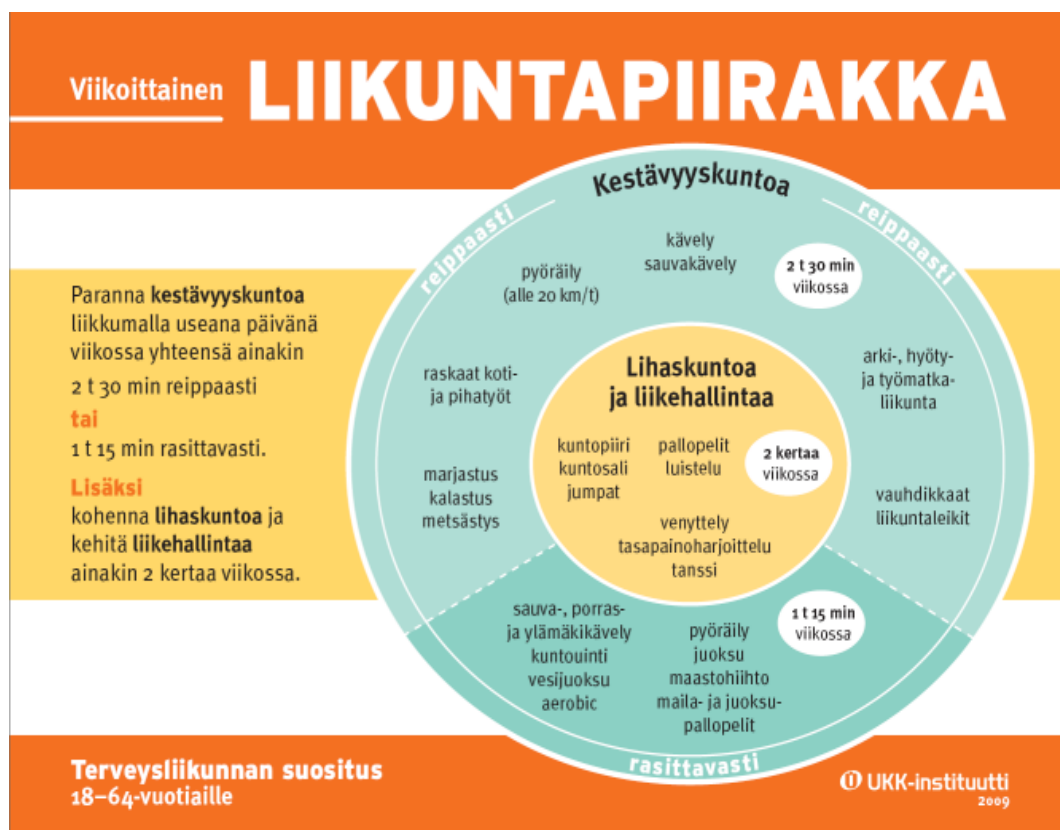 Viikoittainen LIIKUNTAPIIRAKKA
Paranna kestävyyskuntoa
liikkumalla useana päivänä
viikossa yhteensä ainakin
2 t 30 min reippaasti
tai
1 t 15 min rasittavasti.
Lisäksi
kohenna lihaskuntoa ja
kehitä liikehallintaa
ainakin 2 kertaa viikossa.
Kestävyyskuntoa
reippaasti
reippaasti
kävely
sauvakävely
2 t 30 min
viikossa
pyöräily
(alle 20 km/t)
raskaat koti-
ja pihatyöt
marjastus
kalastus
metsästys
arki-, hyöty-
ja työmatka-
liikunta
vauhdikkaat
liikuntaleikit
Lihaskuntoa
ja liikehallintaa
kuntopiiri
kuntosali
jumpat
pallopelit
luistelu
2 kertaa
viikossa
venyttely
tasapainoharjoittelu
tanssi
sauva-, porras-
ja ylämäkikävely
kuntouinti
vesijuoksu
aerobic
pyöräily
juoksu
maastohiihto
maila- ja juoksu-
pallopelit
1 t 15 min
viikossa
rasittavasti
Terveysliikunnan suositus
18–64-vuotiaille
UKK-instituutti
2009